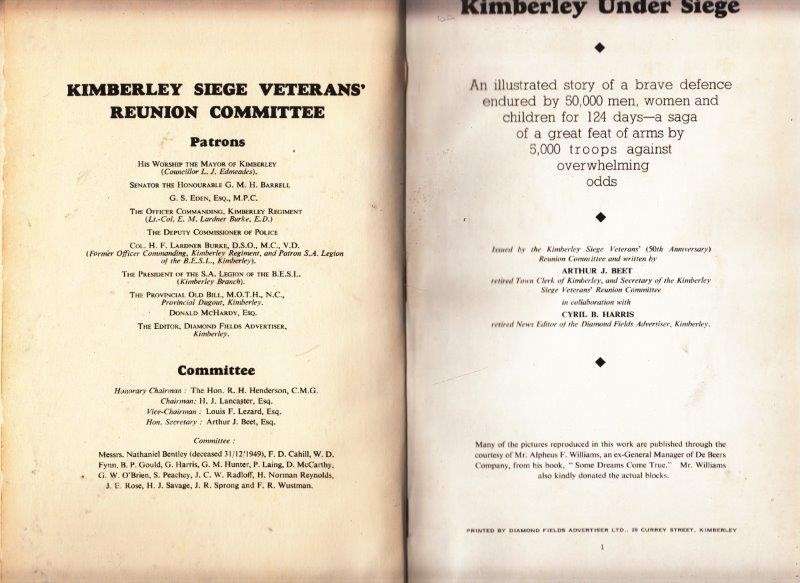 KIMBERLEY SIEGE VETERANS'
REUNION COMMITTEE
Patrons
HIS WORSHIP THE MAYOR OF KIMBERLEY
(Councillor L. J. Edmeades).
SENATOR THE HONOURABLE G. M. H. BARRELL
G. S. EDEN, ESQ., M.P.C.
THE OFFICER COMMANDING, KIMBERLEY REGIMENT
(Lt.-Col. E. M. Lardner Burke, E.D.)
THE DEPUTY COMMISSIONER OF POLICE
COL. H. F. LARDNER BURKE, D.S.O., M.C., V.D.
(Former Officer Commanding, Kimberley Regiment, and Patron S.A. Legion
of the B.E.S.L., Kimberley).
THE PRESIDENT OF THE S.A. LEGION OF THE B.E.S.L.
(Kimberley Branch).
THE PROVINCIAL OLD BILL, M.O.T.H., N.C.,
Provincial Dugout, Kimberley.
DONALD MCHARDY, ESQ.
THE EDITOR, DIAMOND FIELDS ADVERTISER,
Kimberley.
Committee
Honorary Chairman : The Hon. R. H. Henderson, C.M.G.
Chairman: H. J. Lancaster, Esq.
Vice-Chairman : Louis F. Lezard, Esq.
Hon. Secretary : Arthur J. Beet, Esq.
Committee :
Messrs. Nathaniel Bentley (deceased 31/12/1949), F. D. Cahill, W. D.
Fynn, B. P. Gould, G. Harris, G. M. Hunter, P. Laing, D. McCarthy,
G. W. O'Brien, S. Peachey, J. C. W. Radloff, H. Norman Reynolds,
J. E. Rose, H. J. Savage, J. R. Sprong and F. R. Wustman.
Kimberley Under Siege
An illustrated story of a brave defence
endured by 50,000 men, women and
children for 124 days—a saga
of a great feat of arms by
5,000 troops against
overwhelming
odds
Issued by the Kimberley Siege Veterans' (50th Anniversary)
Reunion Committee and written by
ARTHUR J. BEET
retired Town Clerk of Kimberley, and Secretary of the Kimberley
Siege Veterans' Reunion Committee
in collaboration with
CYRIL B. HARRIS
retired News Editor of the Diamond Fields Advertiser, Kimberley.
Many of the pictures reproduced in this work are published through the
courtesy of Mr. Alpheus F. Williams, an ex-General Manager of De Beers
Company, from his book, " Some Dreams Come True." Mr. Williams
also kindly donated the actual blocks.
PRINTED BY DIAMOND FIELDS ADVERTISER LTD., 39 CURREY STREET, KIMBERLEY
1